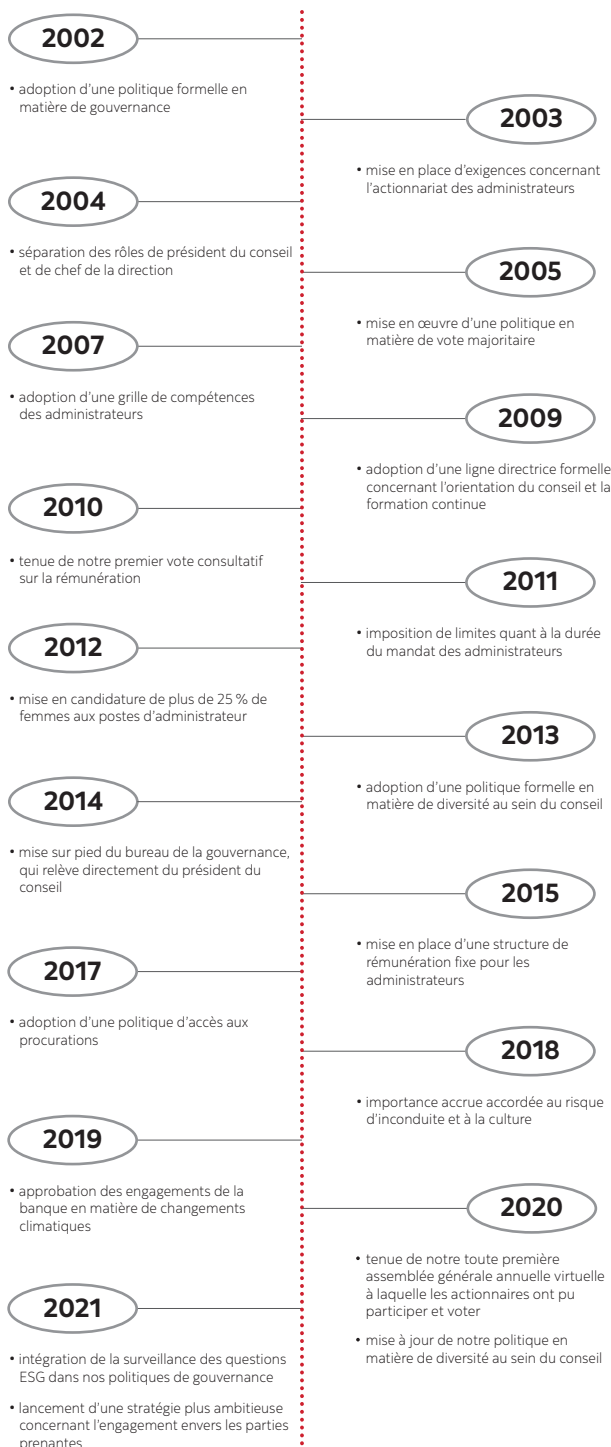 2002
• adoption d'une politique formelle en
matière de gouvernance
2003
• mise en place d'exigences concernant
l'actionnariat des administrateurs
2004
• séparation des rôles de président du conseil
et de chef de la direction
2005
• mise en œuvre d'une politique en
matière de vote majoritaire
2007
• adoption d'une grille de compétences
des administrateurs
2009
• adoption d'une ligne directrice formelle
concernant l'orientation du conseil et la
formation continue
2010
• tenue de notre premier vote consultatif
sur la rémunération
2011
• imposition de limites quant à la durée
du mandat des administrateurs
2012
• mise en candidature de plus de 25 % de
femmes aux postes d'administrateur
2013
• adoption d'une politique formelle en
matière de diversité au sein du conseil
2014
• mise sur pied du bureau de la gouvernance,
qui relève directement du président du
conseil
2015
• mise en place d'une structure de
rémunération fixe pour les
administrateurs
2017
• adoption d'une politique d'accès aux
procurations
2018
• importance accrue accordée au risque
d'inconduite et à la culture
2019
• approbation des engagements de la
banque en matière de changements
climatiques
2020
• tenue de notre toute première
assemblée générale annuelle virtuelle
à laquelle les actionnaires ont pu
participer et voter
• mise à jour de notre politique en
matière de diversité au sein du conseil
2021
• intégration de la surveillance des questions
ESG dans nos politiques de gouvernance
• lancement d'une stratégie plus ambitieuse
concernant l'engagement envers les parties
prenantes